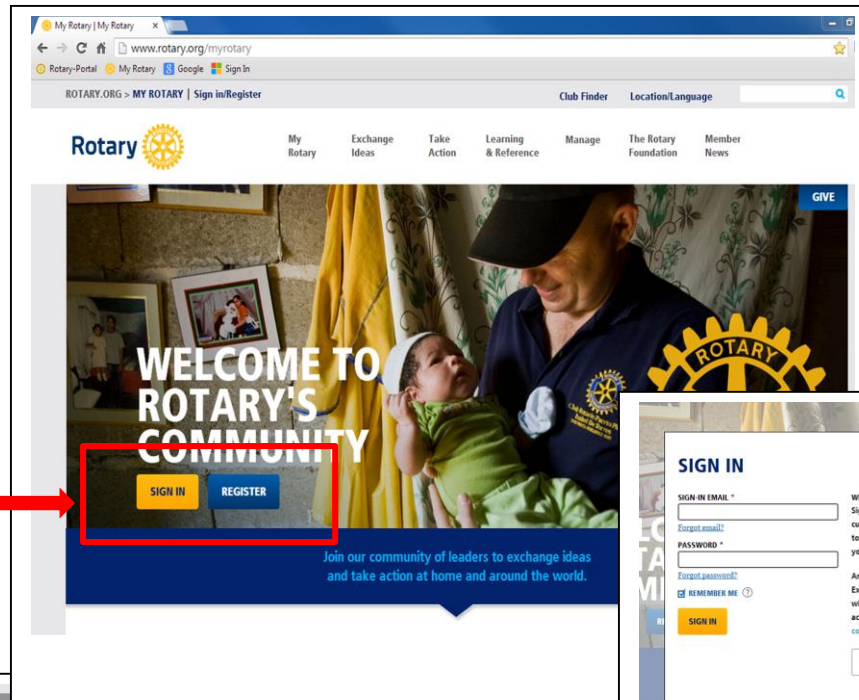 My Rotary | My Rotary
www.rotary.org/myrotary
Rotary-Portal My Rotary Google Sign In
ROTARY.ORG > MY ROTARY | Sign in/Register Club Finder Location/Language
Rotary
My Rotary
Exchange Ideas
Take Action
Learning & Reference
Manage
The Rotary Foundation
Member News
GIVE
WELCOME TO
ROTARY'S
COMMUNITY
SIGN IN REGISTER
ROTARY
Join our community of leaders to exchange ideas
and take action at home and around the world.
SIGN IN
SIGN-IN EMAIL *
Forgot email?
PASSWORD *
Forgot password?
REMEMBER ME ?
SIGN IN